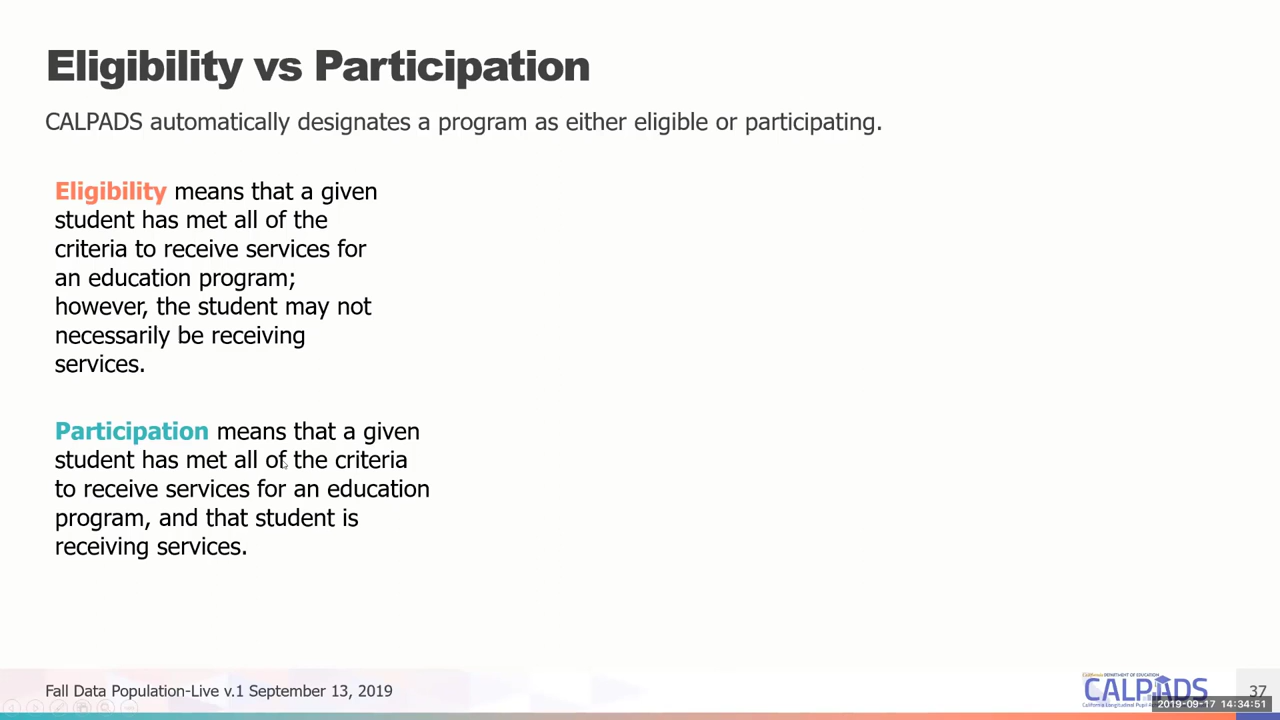 Eligibility vs Participation
CALPADS automatically designates a program as either eligible or participating.
Eligibility means that a given
student has met all of the
criteria to receive services for
an education program;
however, the student may not
necessarily be receiving
services.
Participation means that a given
student has met all of the criteria
to receive services for an education
program, and that student is
receiving services.
Fall Data Population-Live v.1 September 13, 2019
California DEPARTMENT OF EDUCATION
CALPADS
California Longitudinal Pupil
37
2019-09-17 14:34:51